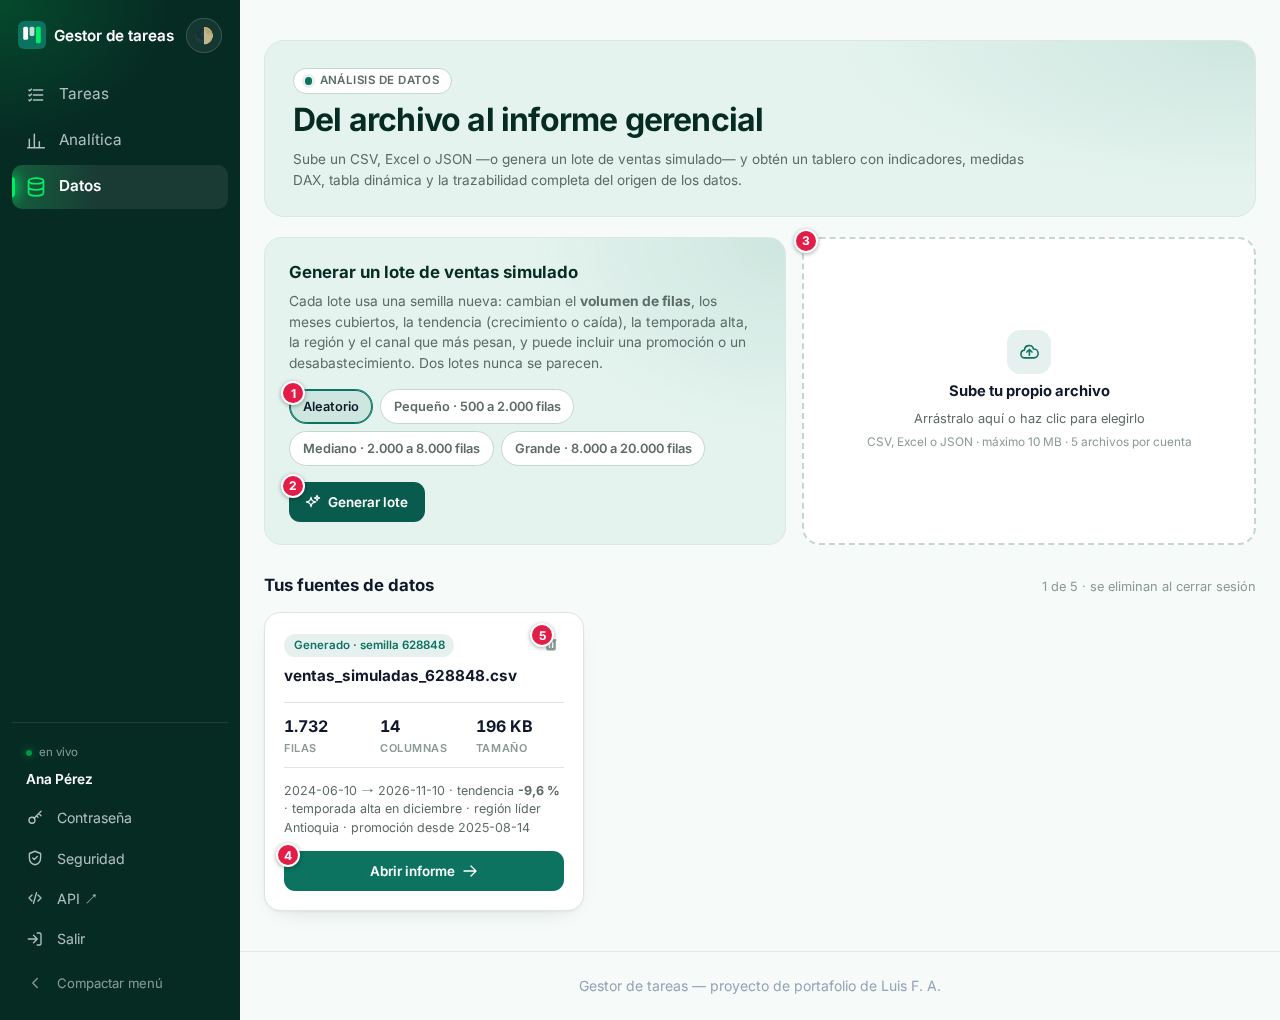 Gestor de tareas
Tareas
Analítica
Datos
ANÁLISIS DE DATOS
Del archivo al informe gerencial
Sube un CSV, Excel o JSON —o genera un lote de ventas simulado— y obtén un tablero con indicadores, medidas
DAX, tabla dinámica y la trazabilidad completa del origen de los datos.
Generar un lote de ventas simulado
Cada lote usa una semilla nueva: cambian el volumen de filas, los
meses cubiertos, la tendencia (crecimiento o caída), la temporada alta,
la región y el canal que más pesan, y puede incluir una promoción o un
desabastecimiento. Dos lotes nunca se parecen.
1
Aleatorio
Pequeño · 500 a 2.000 filas
Mediano · 2.000 a 8.000 filas
Grande · 8.000 a 20.000 filas
2
Generar lote
3
Sube tu propio archivo
Arrástralo aquí o haz clic para elegirlo
CSV, Excel o JSON · máximo 10 MB · 5 archivos por cuenta
Tus fuentes de datos
1 de 5 · se eliminan al cerrar sesión
Generado · semilla 628848
5
ventas_simuladas_628848.csv
1.732
14
196 KB
FILAS
COLUMNAS
TAMAÑO
2024-06-10 → 2026-11-10 · tendencia -9,6 %
· temporada alta en diciembre · región líder
Antioquia · promoción desde 2025-08-14
4
Abrir informe →
en vivo
Ana Pérez
Contraseña
Seguridad
API ↗
Salir
Compactar menú
Gestor de tareas — proyecto de portafolio de Luis F. A.